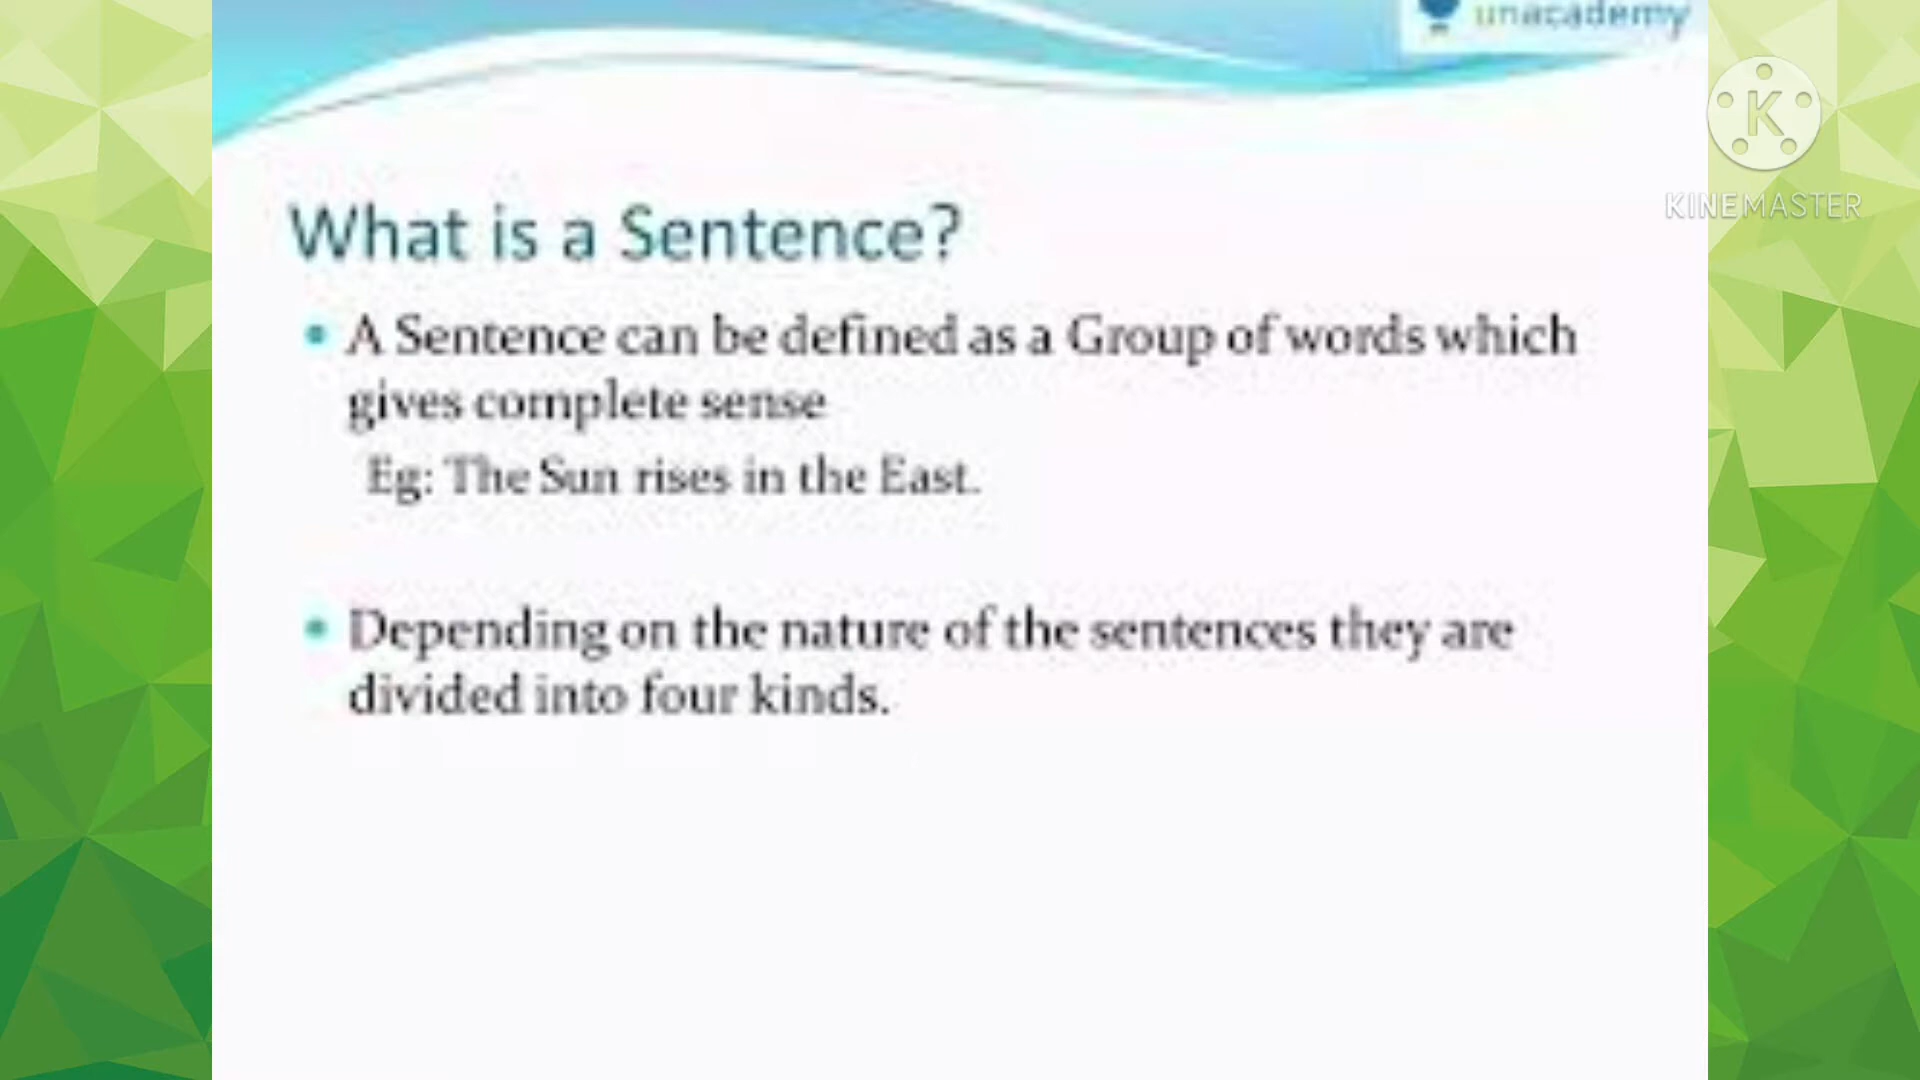 unacademy
K
KINEMASTER
What is a Sentence?
• A Sentence can be defined as a Group of words which
gives complete sense
Eg: The Sun rises in the East.
• Depending on the nature of the sentences they are
divided into four kinds.